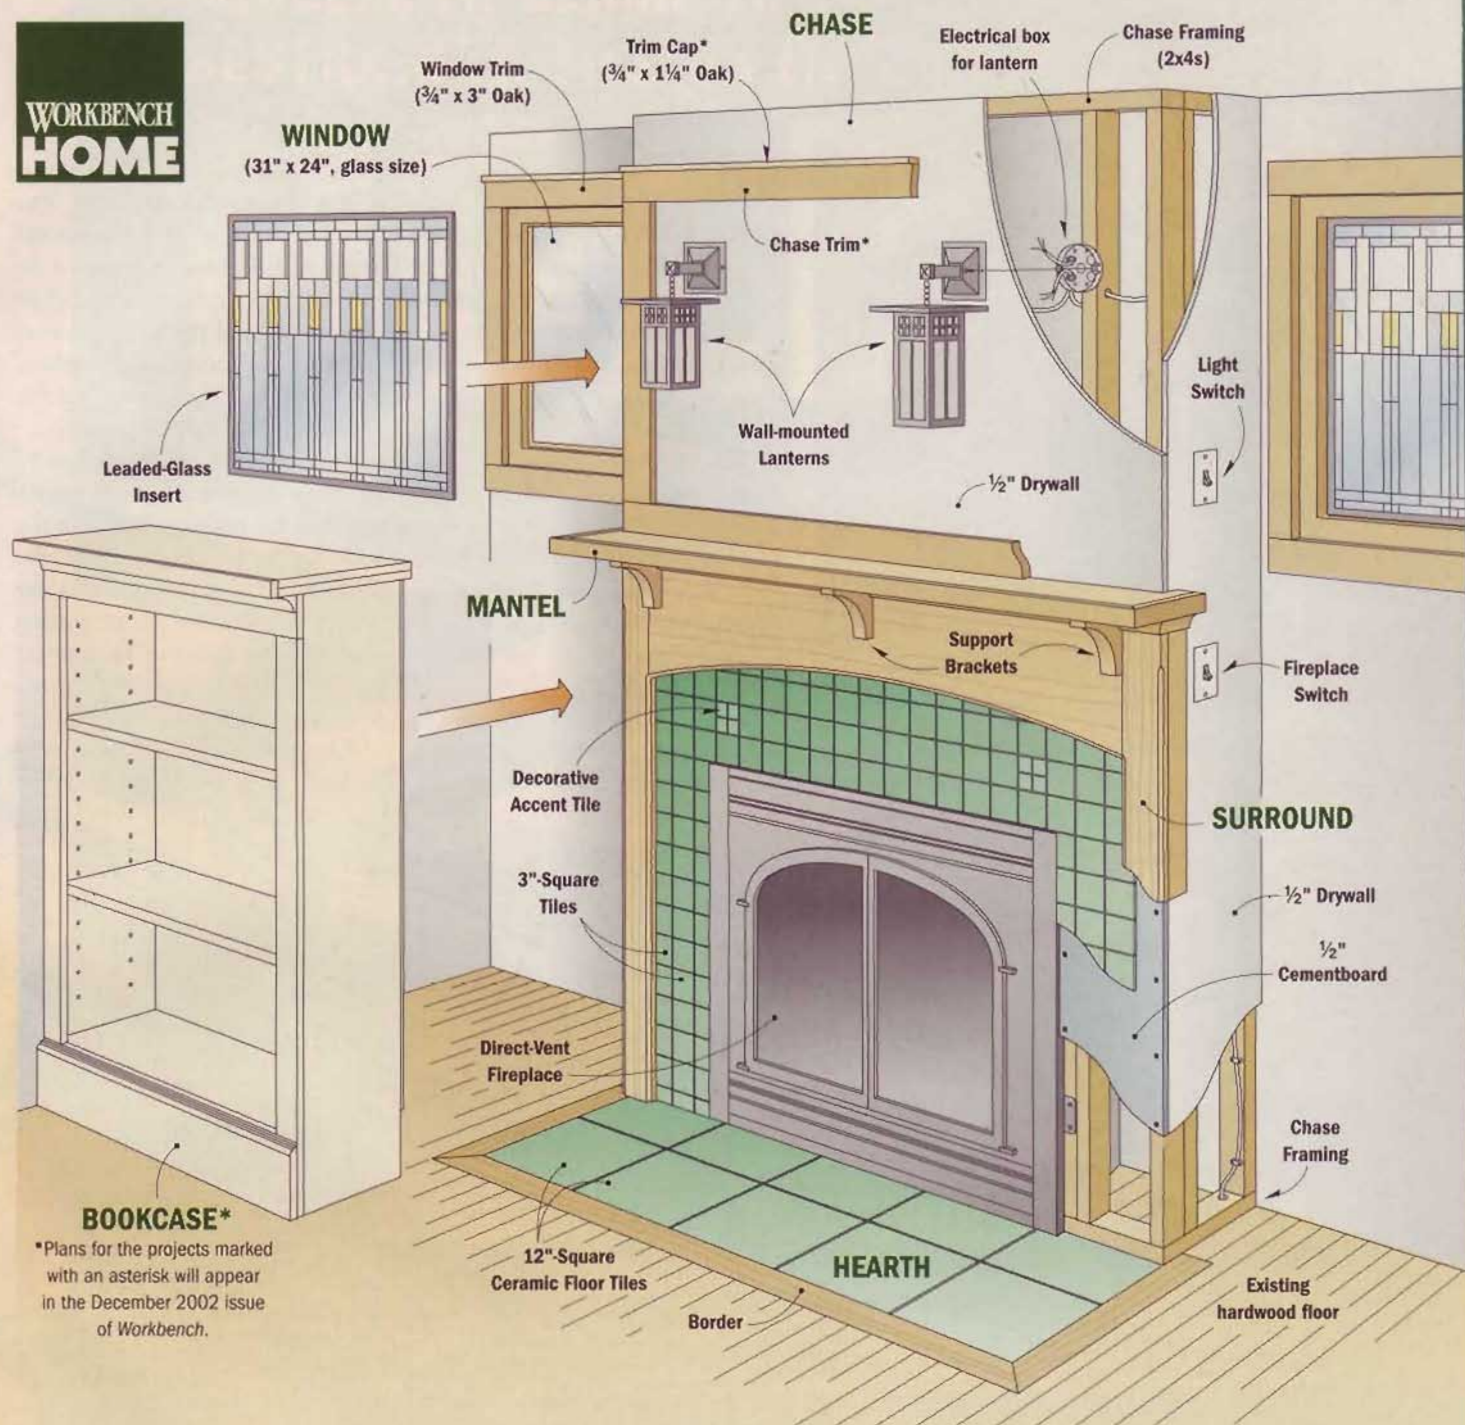 WORKBENCH
HOME
CHASE
Trim Cap*
(¾" x 1¼" Oak)
Electrical box
for lantern
Chase Framing
(2x4s)
Window Trim
(¾" x 3" Oak)
WINDOW
(31" x 24", glass size)
Chase Trim*
Light
Switch
Wall-mounted
Lanterns
Leaded-Glass
Insert
½" Drywall
MANTEL
Support
Brackets
Fireplace
Switch
Decorative
Accent Tile
SURROUND
3"-Square
Tiles
½" Drywall
½"
Cementboard
Direct-Vent
Fireplace
Chase
Framing
BOOKCASE*
*Plans for the projects marked
with an asterisk will appear
in the December 2002 issue
of Workbench.
12"-Square
Ceramic Floor Tiles
HEARTH
Border
Existing
hardwood floor